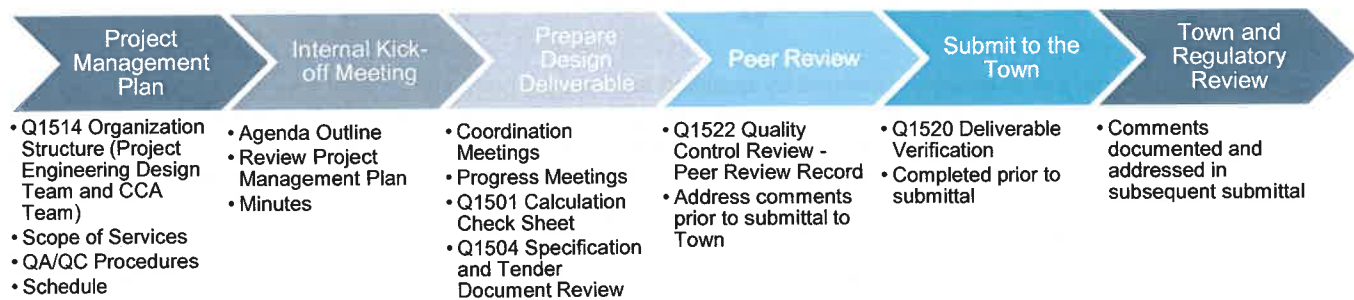 Project
Management
Plan
• Q1514 Organization
Structure (Project
Engineering Design
Team and CCA
Team)
• Scope of Services
• QA/QC Procedures
• Schedule
Internal Kick-
off Meeting
• Agenda Outline
• Review Project
Management Plan
• Minutes
Prepare
Design
Deliverable
• Coordination
Meetings
• Progress Meetings
• Q1501 Calculation
Check Sheet
• Q1504 Specification
and Tender
Document Review
Peer Review
• Q1522 Quality
Control Review -
Peer Review Record
• Address comments
prior to submittal to
Town
Submit to the
Town
• Q1520 Deliverable
Verification
• Completed prior to
submittal
Town and
Regulatory
Review
• Comments
documented and
addressed in
subsequent submittal